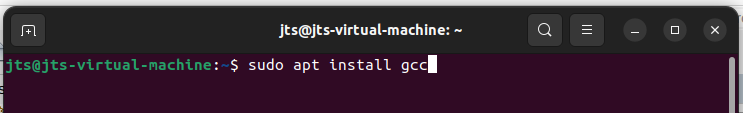 jts@jts-virtual-machine: ~
jts@jts-virtual-machine:~$ sudo apt install gcc